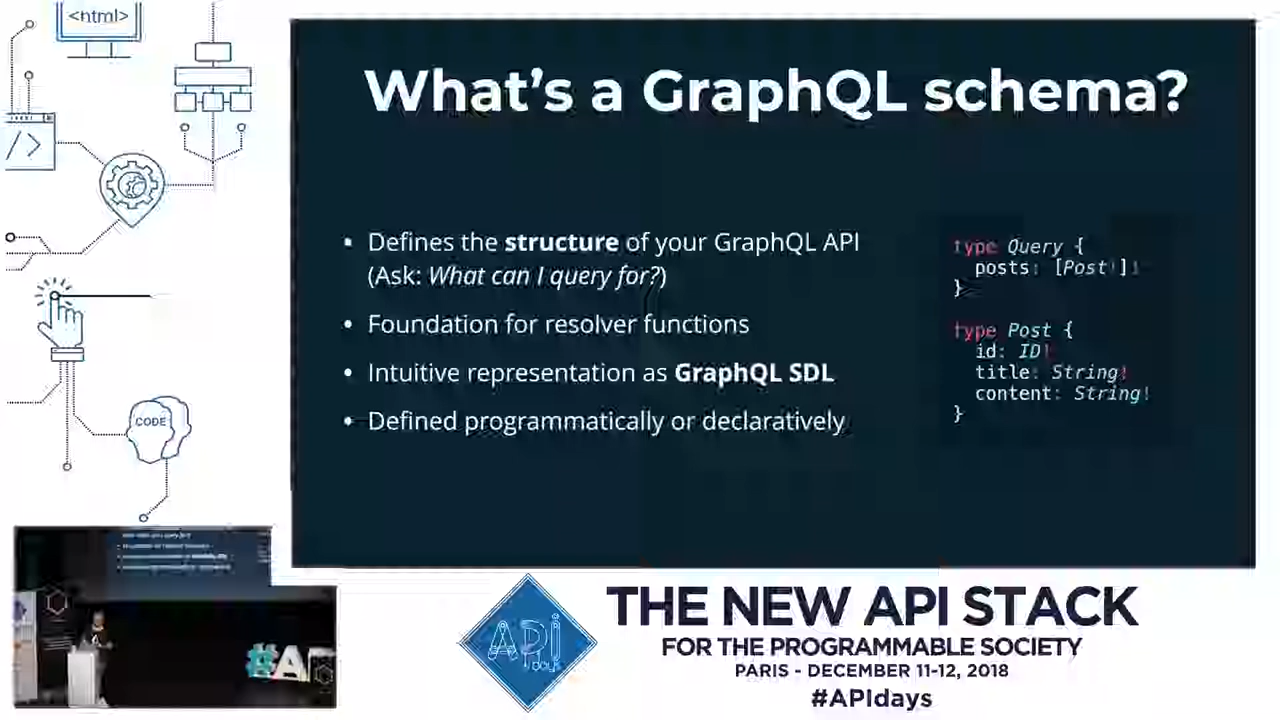 <html>
</>
CODE
What's a GraphQL schema?
• Defines the structure of your GraphQL API
(Ask: What can I query for?)
• Foundation for resolver functions
• Intuitive representation as GraphQL SDL
• Defined programmatically or declaratively
type Query {
posts: [Post!]!
}
type Post {
id: ID!
title: String!
content: String!
}
#AP
APi
THE NEW API STACK
FOR THE PROGRAMMABLE SOCIETY
PARIS - DECEMBER 11-12, 2018
#APIdays